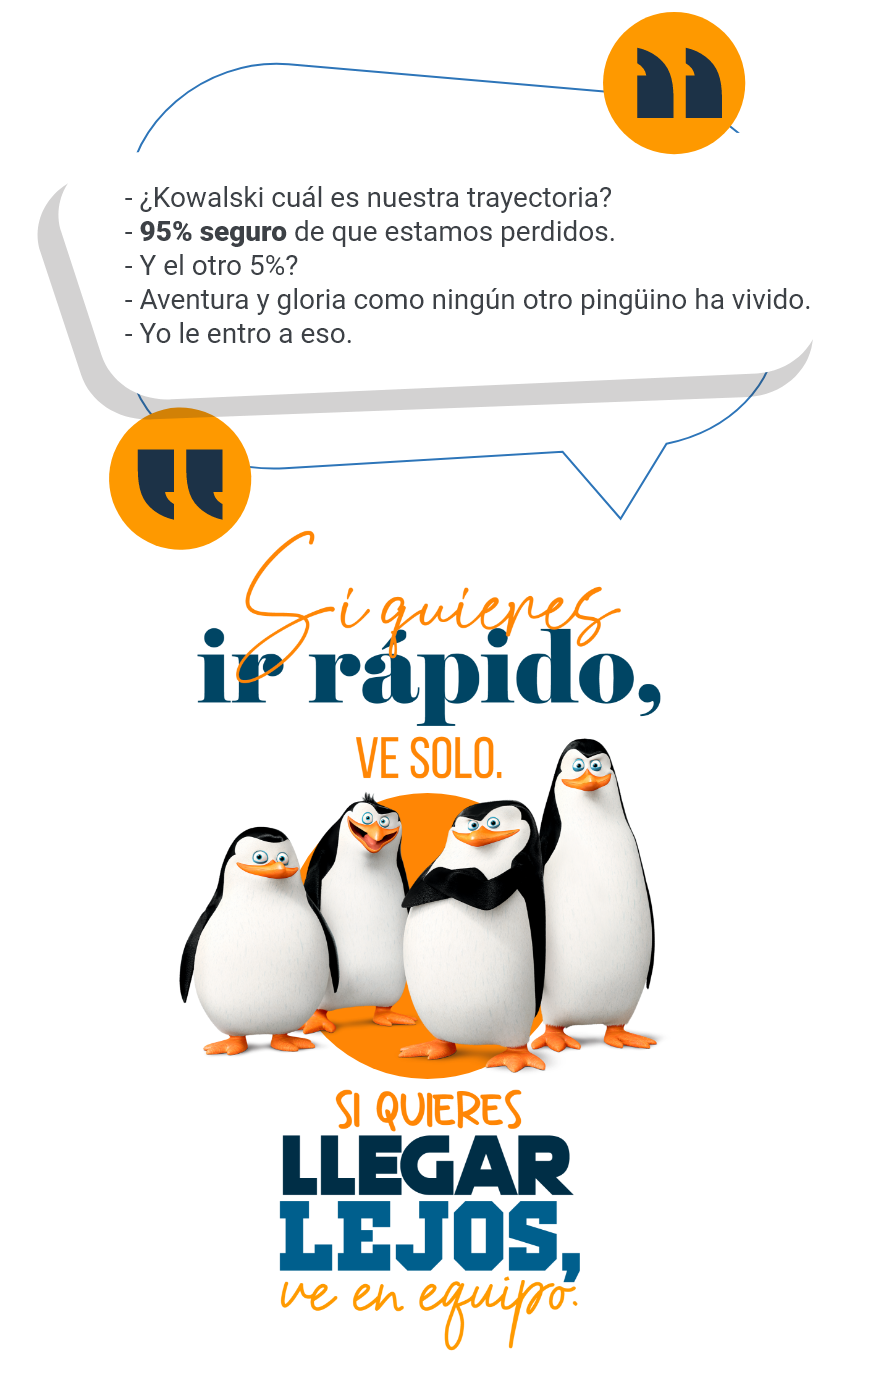 - ¿Kowalski cuál es nuestra trayectoria?
- 95% seguro de que estamos perdidos.
- Y el otro 5%?
- Aventura y gloria como ningún otro pingüino ha vivido.
- Yo le entro a eso.
Si quieres
ir rápido,
VE SOLO.
SI QUIERES
LLEGAR
LEJOS,
ve en equipo.